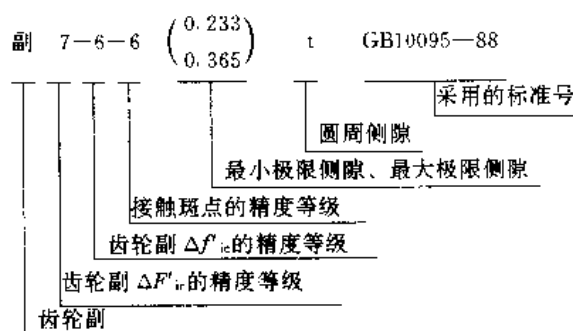 副 7—6—6 (0.233 0.365) t GB10095—88
采用的标准号
圆周侧隙
最小极限侧隙、最大极限侧隙
接触斑点的精度等级
齿轮副 Δf′ic的精度等级
齿轮副 ΔF′ic的精度等级
齿轮副